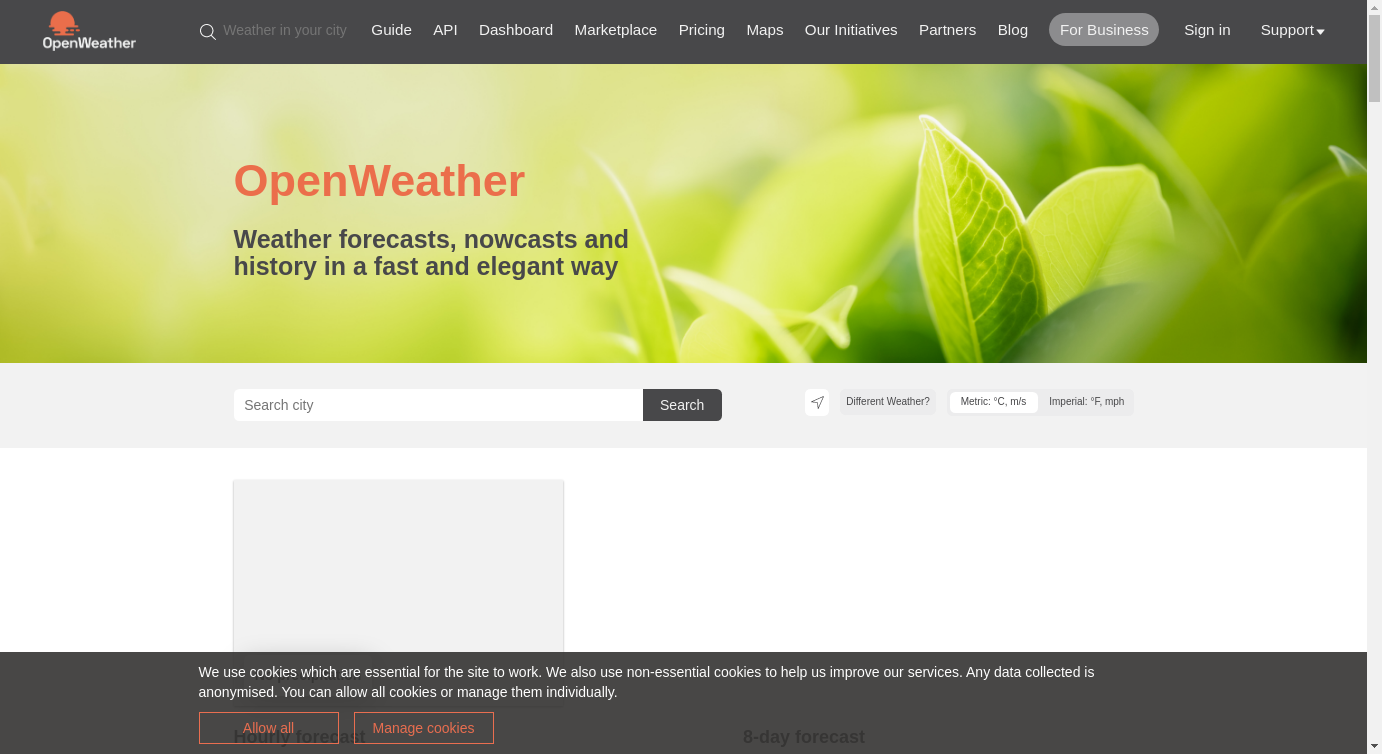 OpenWeather
Weather in your city Guide API Dashboard Marketplace Pricing Maps Our Initiatives Partners Blog For Business Sign in Support
OpenWeather
Weather forecasts, nowcasts and
history in a fast and elegant way
Search city Search Different Weather? Metric: °C, m/s Imperial: °F, mph
We use cookies which are essential for the site to work. We also use non-essential cookies to help us improve our services. Any data collected is
anonymised. You can allow all cookies or manage them individually.
Allow all Manage cookies
Hourly forecast 8-day forecast